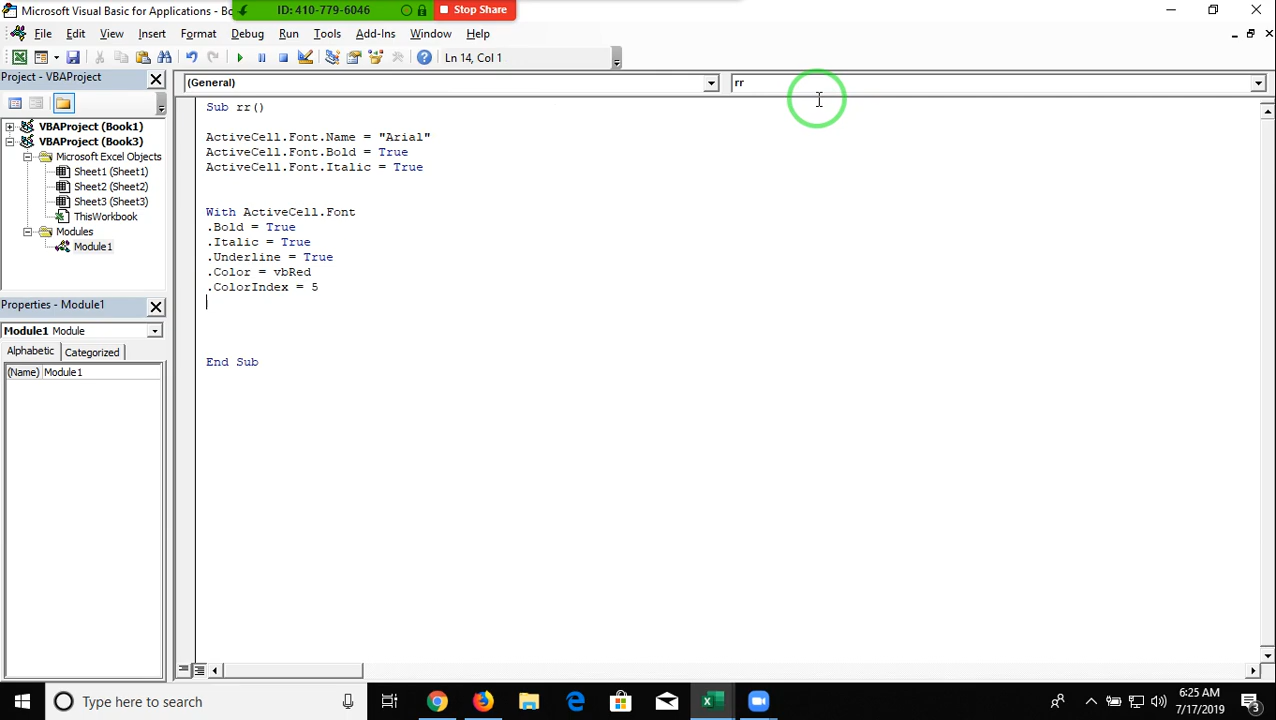 Microsoft Visual Basic for Applications - Bo
ID: 410-779-6046
Stop Share
File Edit View Insert Format Debug Run Tools Add-Ins Window Help
Ln 14, Col 1
Project - VBAProject
(General)
rr
VBAProject (Book1)
VBAProject (Book3)
Microsoft Excel Objects
Sheet1 (Sheet1)
Sheet2 (Sheet2)
Sheet3 (Sheet3)
ThisWorkbook
Modules
Module1
Properties - Module1
Module1 Module
Alphabetic Categorized
(Name) Module1
Sub rr()
ActiveCell.Font.Name = "Arial"
ActiveCell.Font.Bold = True
ActiveCell.Font.Italic = True
With ActiveCell.Font
.Bold = True
.Italic = True
.Underline = True
.Color = vbRed
.ColorIndex = 5
End Sub
Type here to search
6:25 AM
7/17/2019
3